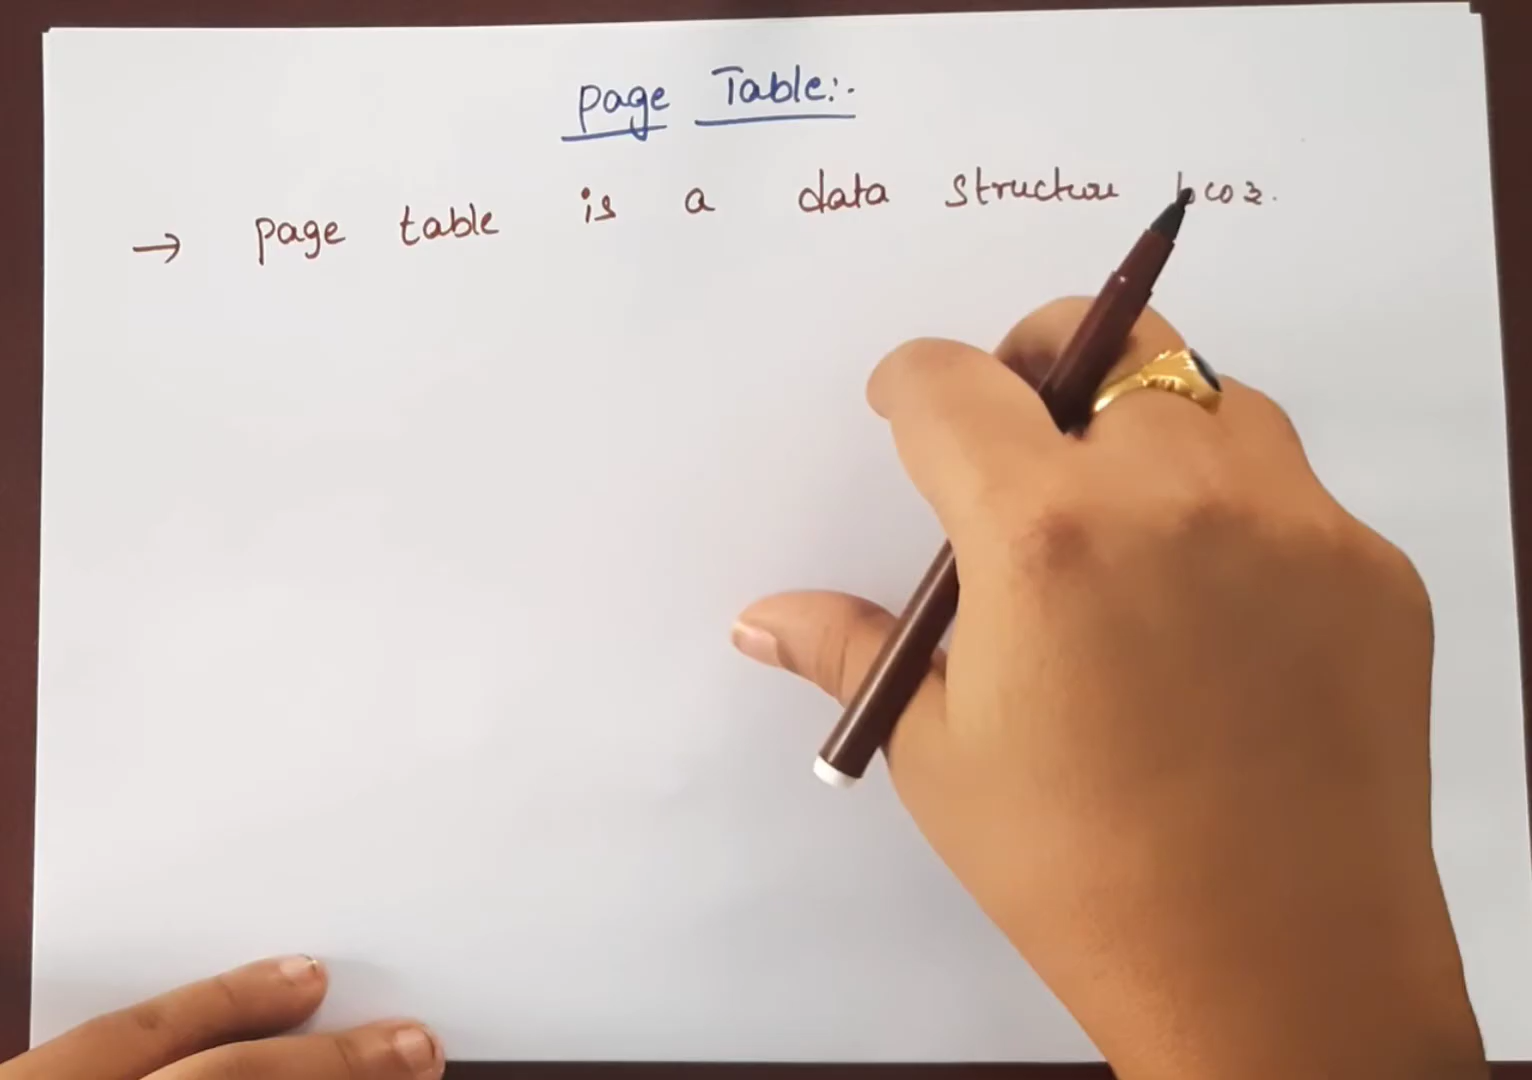 Page Table:-
→ Page table is a data structure bcoz.